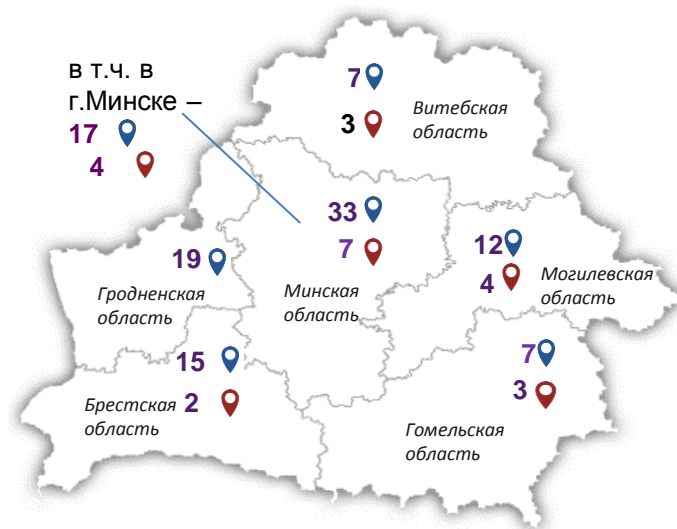 в т.ч. в
г.Минске –
17
4
7
3
Витебская
область
33
7
Минская
область
19
Гродненская
область
12
4
Могилевская
область
15
2
Брестская
область
7
3
Гомельская
область